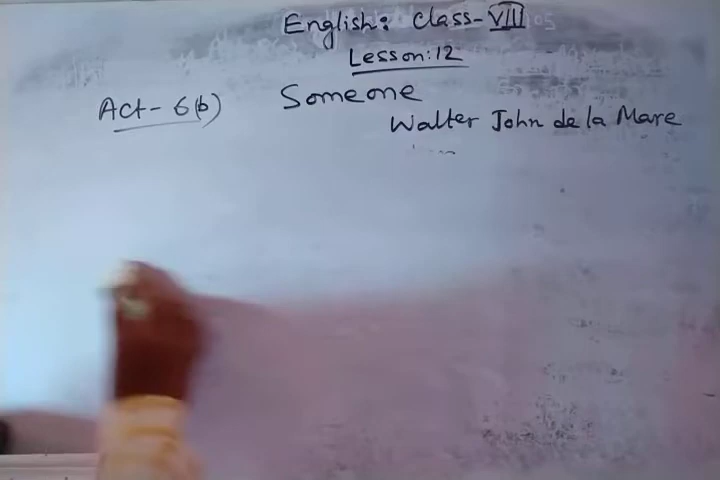 English: Class-VIII
Lesson:12
Act- 6(b) Someone
Walter John de la Mare